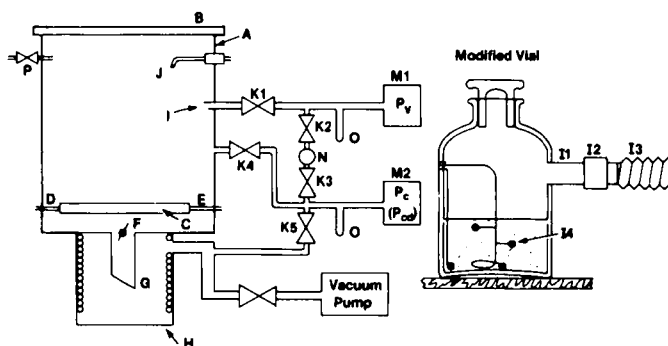 B
A
P
J
I
K1
M1
Pv
K2
O
N
K4
K3
M2
Pc
(Pcd)
D
E
C
F
K5
O
G
Vacuum
Pump
H
Modified Vial
I1
I2
I3
I4